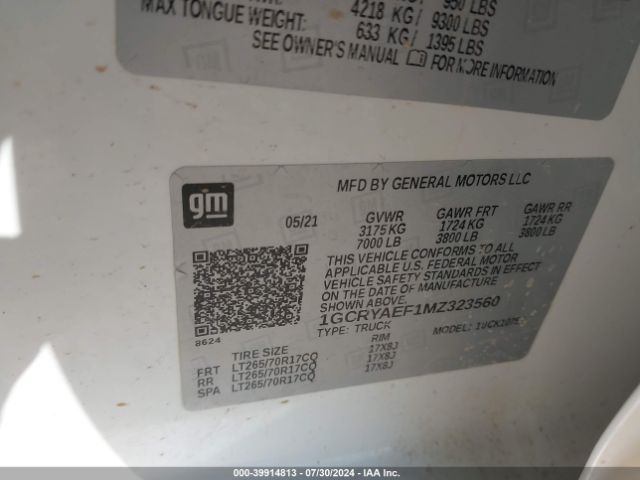 950 LBS
4218 KG/ 9300 LBS
MAX TONGUE WEIGHT: 633 KG/ 1395 LBS
SEE OWNER'S MANUAL FOR MORE INFORMATION
gm
MFD BY GENERAL MOTORS LLC
05/21 GVWR GAWR FRT GAWR RR
3175 KG 1724 KG 1724 KG
7000 LB 3800 LB 3800 LB
THIS VEHICLE CONFORMS TO ALL
APPLICABLE U.S. FEDERAL MOTOR
VEHICLE SAFETY STANDARDS IN EFFECT
ON THE DATE OF MANUFACTURE
SHOWN ABOVE.
1GCRYAEF1MZ323560
TYPE: TRUCK MODEL:
8624
TIRE SIZE RIM
FRT LT265/70R17CQ 17X8J
RR LT265/70R17CQ 17X8J
SPA LT265/70R17CQ 17X8J
000-39914813 - 07/30/2024 - IAA Inc.